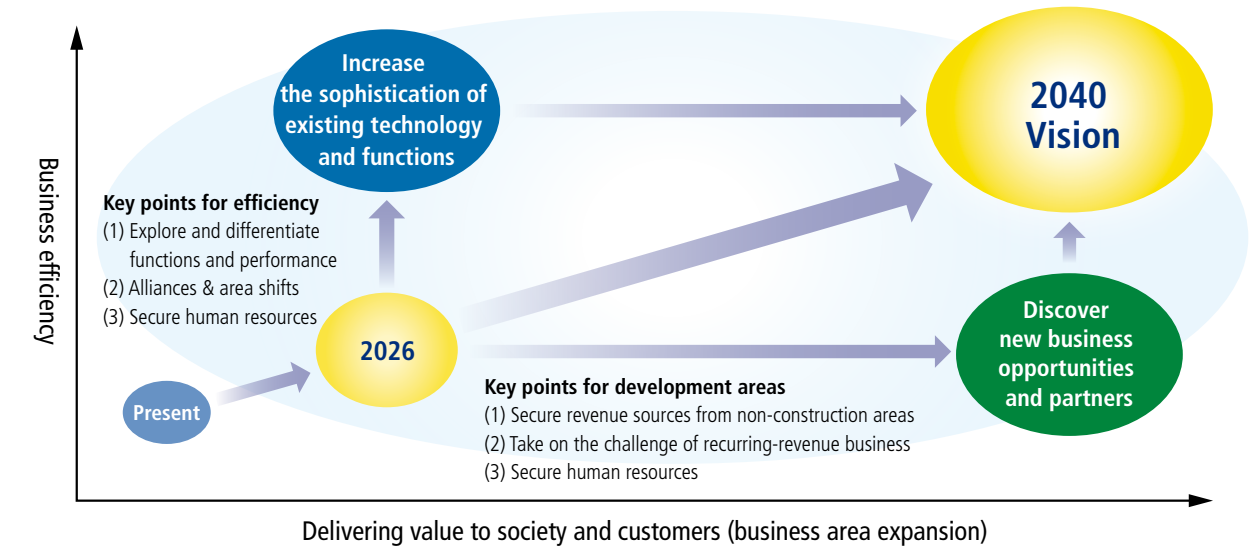 Increase
the sophistication of
existing technology
and functions
2040
Vision
Business efficiency
Key points for efficiency
(1) Explore and differentiate
functions and performance
(2) Alliances & area shifts
(3) Secure human resources
2026
Present
Discover
new business
opportunities
and partners
Key points for development areas
(1) Secure revenue sources from non-construction areas
(2) Take on the challenge of recurring-revenue business
(3) Secure human resources
Delivering value to society and customers (business area expansion)